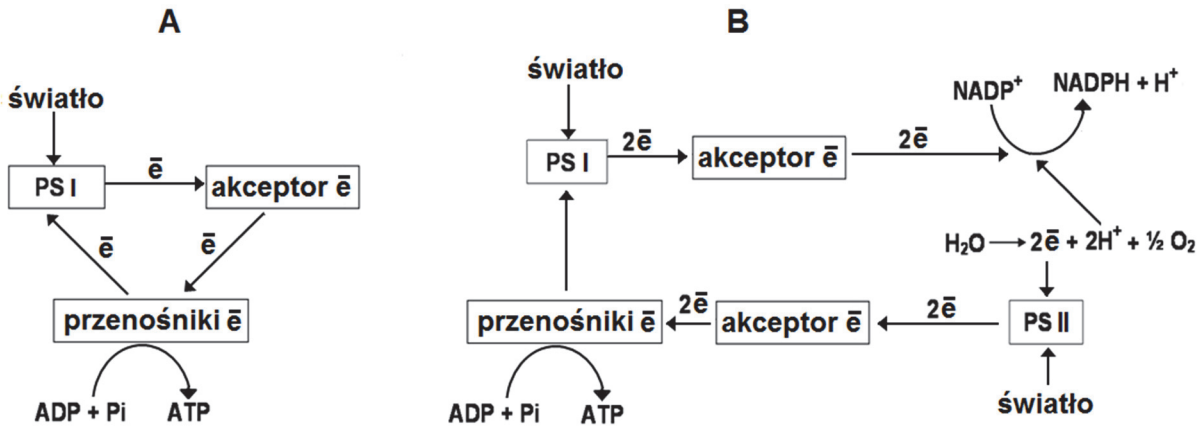 A
światło
PS I
ē
akceptor ē
ē
ē
przenośniki ē
ADP + Pi
ATP
B
światło
PS I
2ē
akceptor ē
2ē
NADP⁺
NADPH + H⁺
H₂O → 2ē + 2H⁺ + ½ O₂
przenośniki ē
2ē
akceptor ē
2ē
PS II
ADP + Pi
ATP
światło